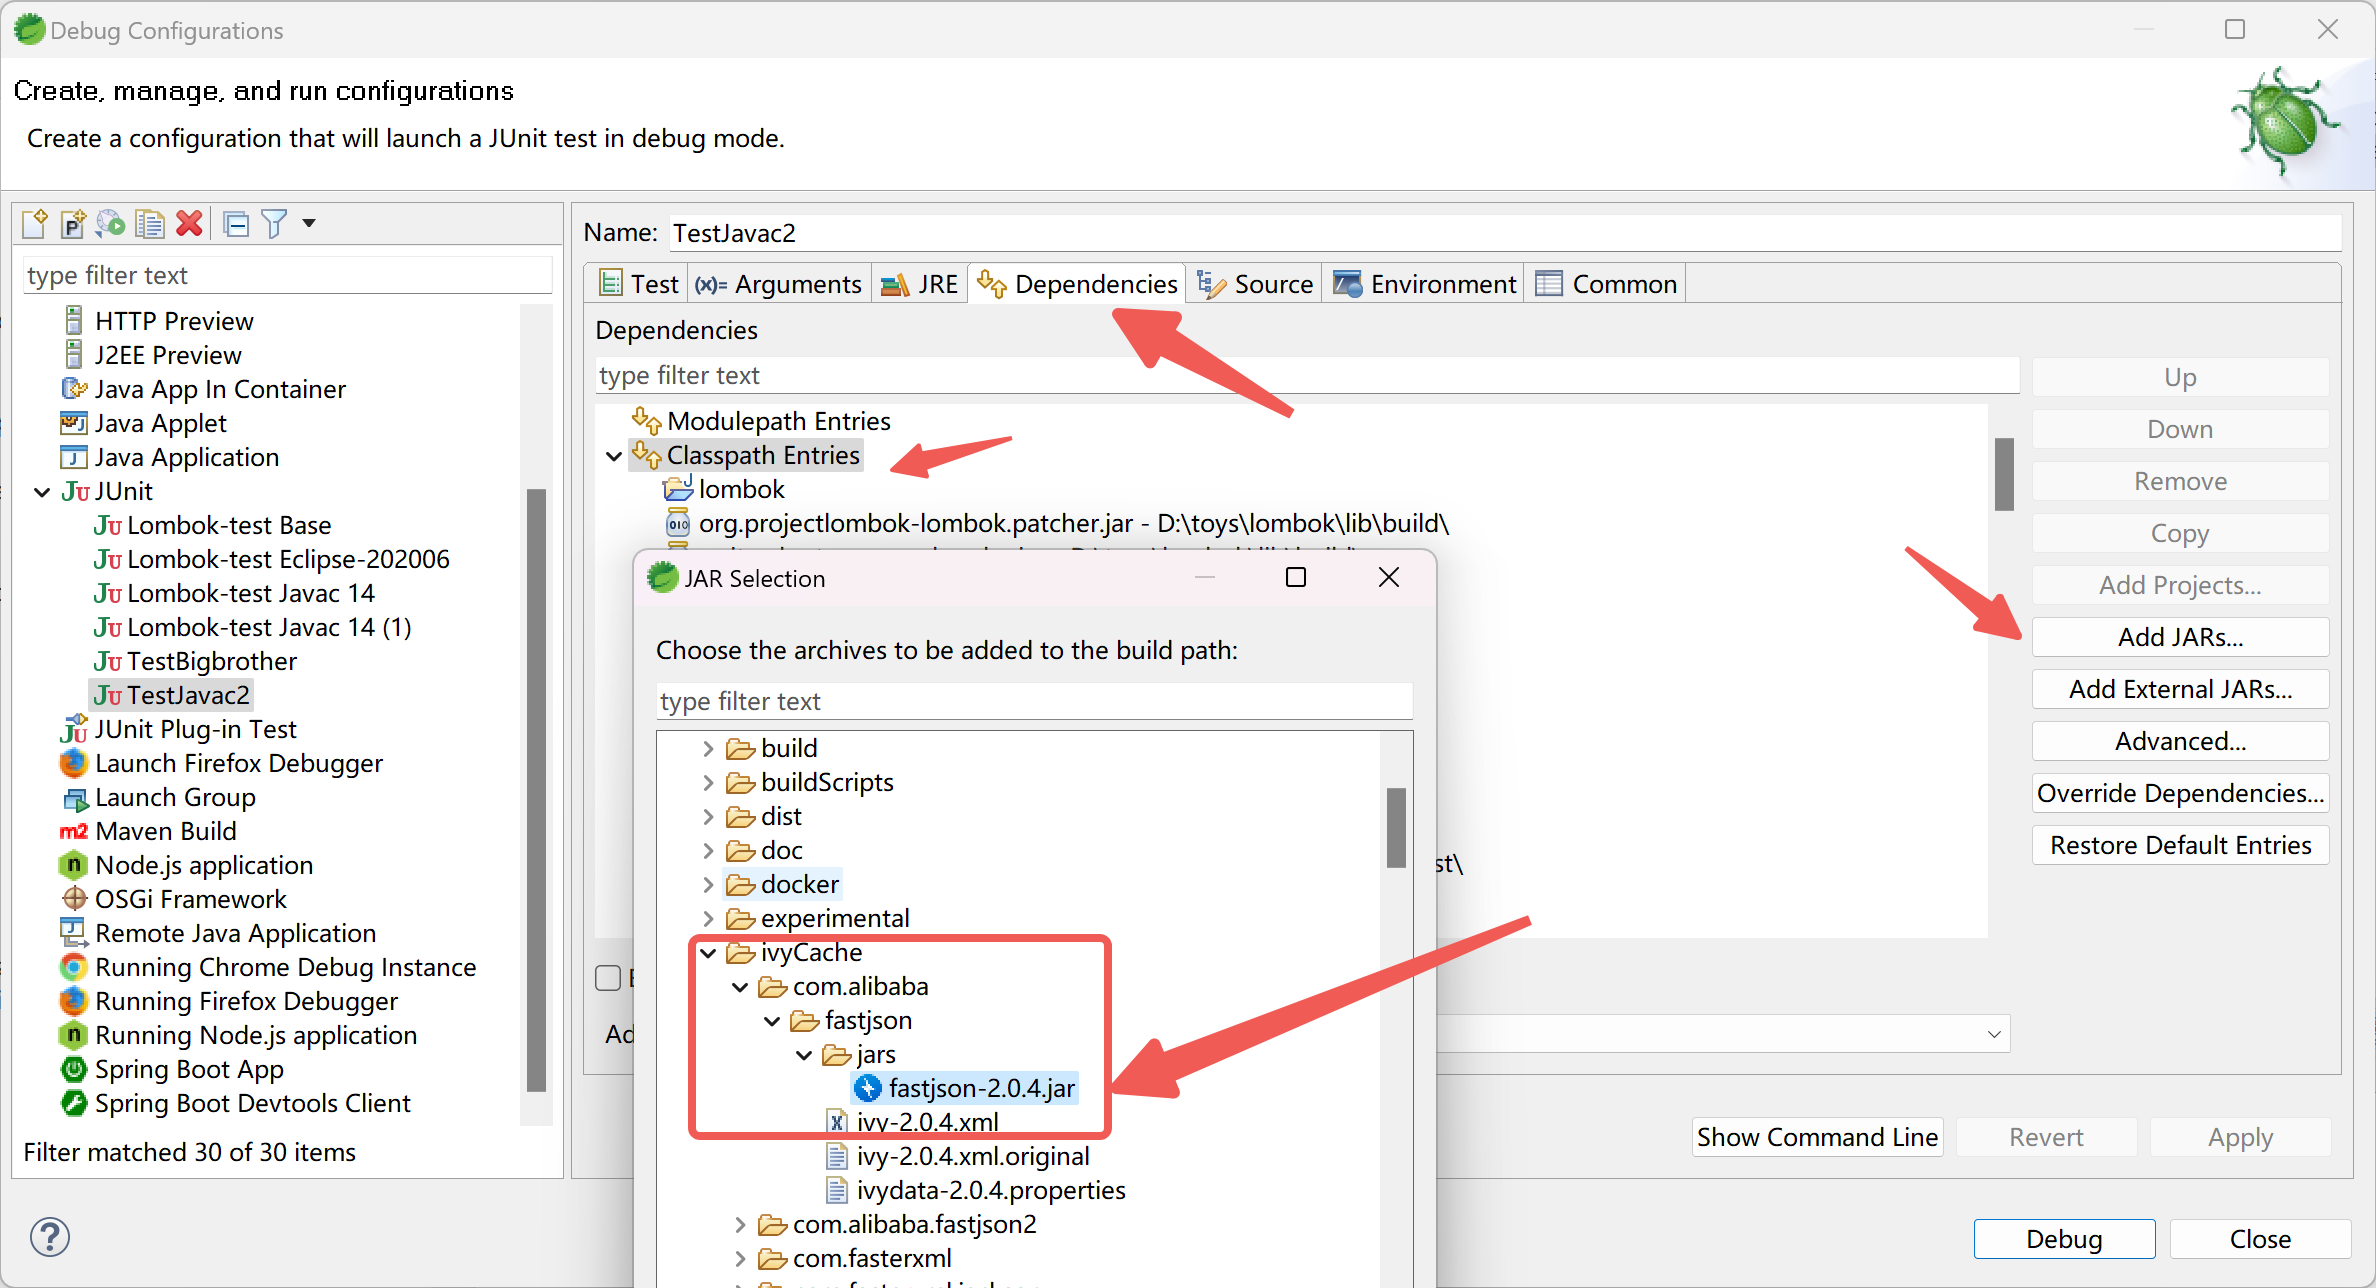 Debug Configurations
Create, manage, and run configurations
Create a configuration that will launch a JUnit test in debug mode.
type filter text
HTTP Preview
J2EE Preview
Java App In Container
Java Applet
Java Application
JUnit
Lombok-test Base
Lombok-test Eclipse-202006
Lombok-test Javac 14
Lombok-test Javac 14 (1)
TestBigbrother
TestJavac2
JUnit Plug-in Test
Launch Firefox Debugger
Launch Group
Maven Build
Node.js application
OSGi Framework
Remote Java Application
Running Chrome Debug Instance
Running Firefox Debugger
Running Node.js application
Spring Boot App
Spring Boot Devtools Client
Filter matched 30 of 30 items
Name: TestJavac2
Test (x)= Arguments JRE Dependencies Source Environment Common
Dependencies
type filter text
Modulepath Entries
Classpath Entries
lombok
org.projectlombok-lombok.patcher.jar - D:\toys\lombok\lib\build\
st\
Up
Down
Remove
Copy
Add Projects...
Add JARs...
Add External JARs...
Advanced...
Override Dependencies...
Restore Default Entries
JAR Selection
Choose the archives to be added to the build path:
type filter text
build
buildScripts
dist
doc
docker
experimental
ivyCache
com.alibaba
fastjson
jars
fastjson-2.0.4.jar
ivy-2.0.4.xml
ivy-2.0.4.xml.original
ivydata-2.0.4.properties
com.alibaba.fastjson2
com.fasterxml
Show Command Line
Revert
Apply
Debug
Close